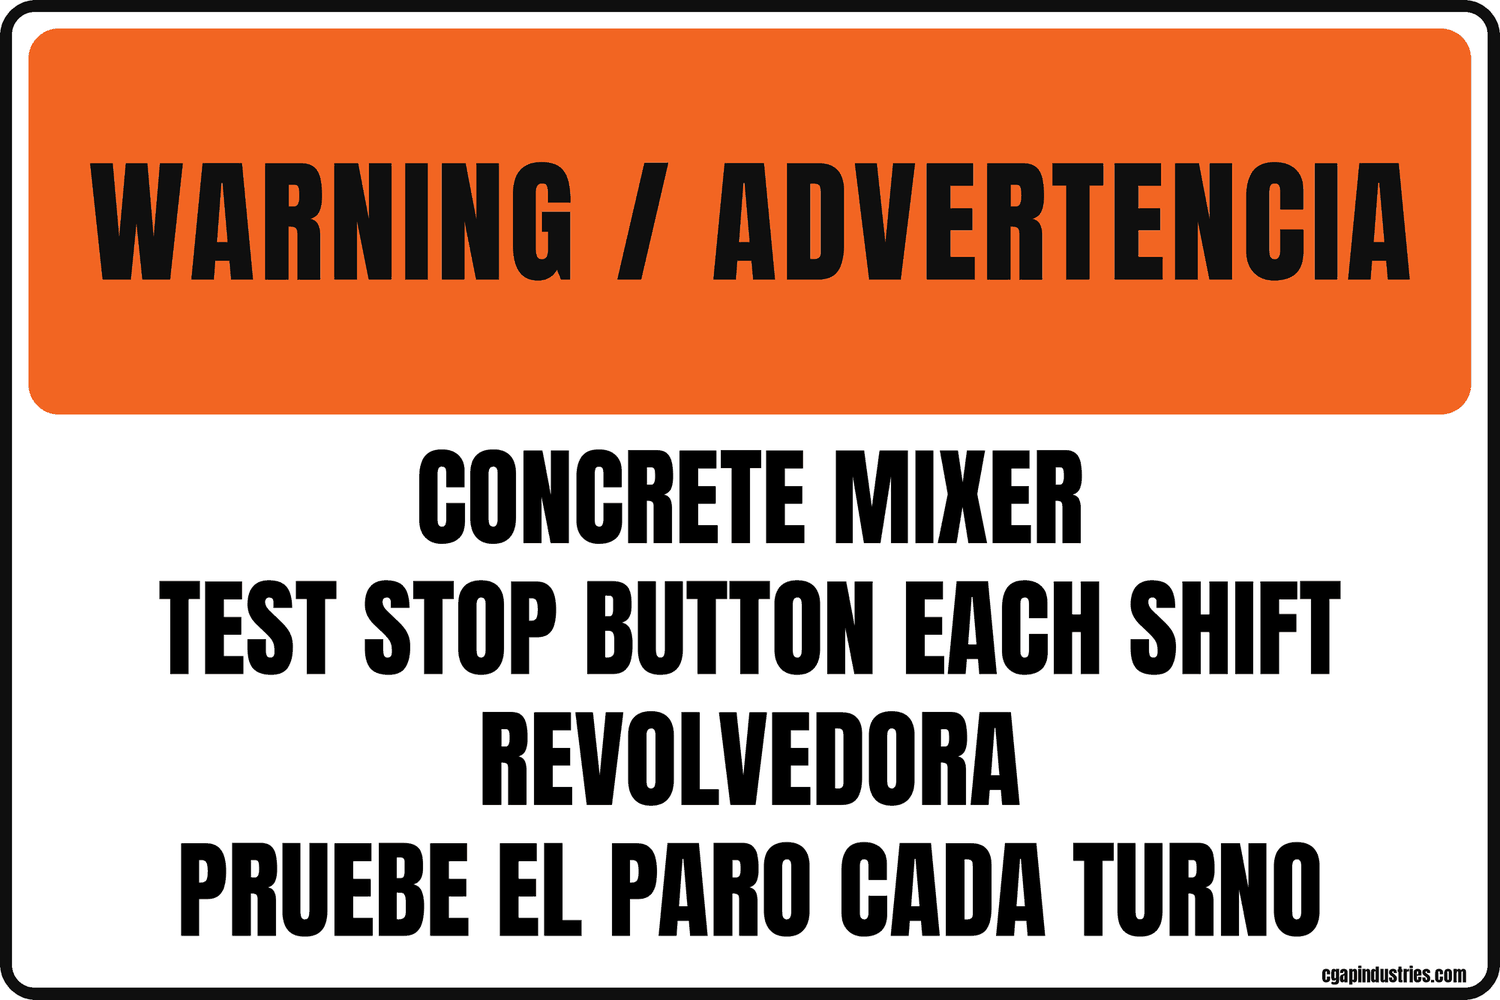 WARNING / ADVERTENCIA
CONCRETE MIXER
TEST STOP BUTTON EACH SHIFT
REVOLVEDORA
PRUEBE EL PARO CADA TURNO
cgapindustries.com